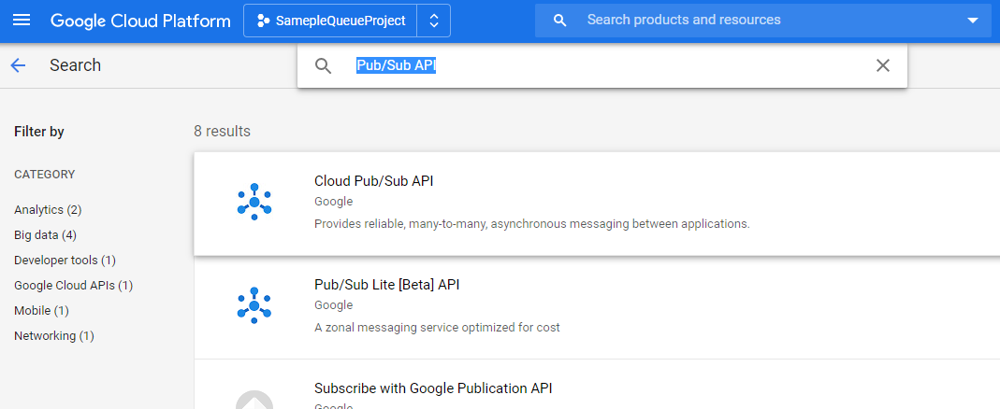 Google Cloud Platform
SamepleQueueProject
Search products and resources
Search
Pub/Sub API
Filter by
8 results
CATEGORY
Analytics (2)
Big data (4)
Developer tools (1)
Google Cloud APIs (1)
Mobile (1)
Networking (1)
Cloud Pub/Sub API
Google
Provides reliable, many-to-many, asynchronous messaging between applications.
Pub/Sub Lite [Beta] API
Google
A zonal messaging service optimized for cost
Subscribe with Google Publication API
Google